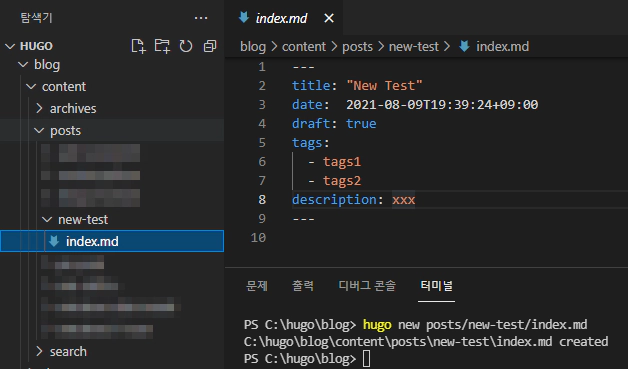 탐색기
HUGO
blog
content
archives
posts
new-test
index.md
search
index.md
blog > content > posts > new-test > index.md
1 ---
2 title: "New Test"
3 date:  2021-08-09T19:39:24+09:00
4 draft: true
5 tags:
6   - tags1
7   - tags2
8 description: xxx
9 ---
10
문제 출력 디버그 콘솔 터미널
PS C:\hugo\blog> hugo new posts/new-test/index.md
C:\hugo\blog\content\posts\new-test\index.md created
PS C:\hugo\blog>